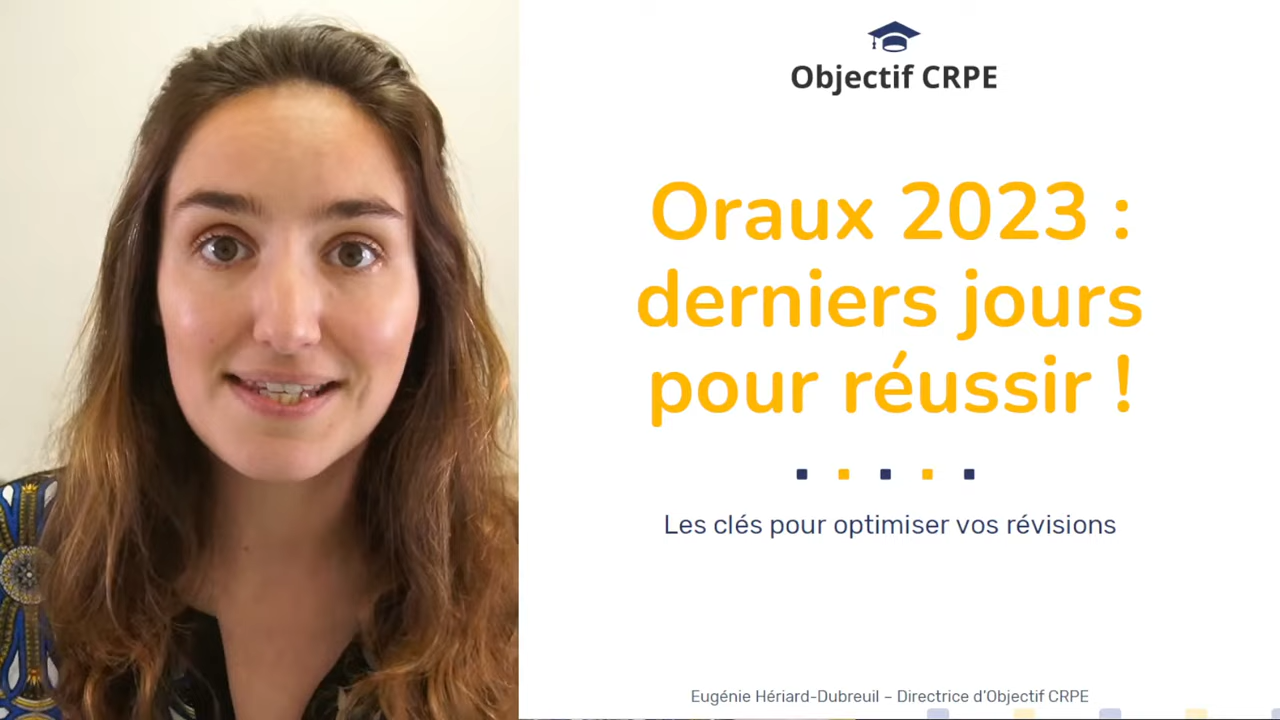 Objectif CRPE
Oraux 2023 :
derniers jours
pour réussir !
Les clés pour optimiser vos révisions
Eugénie Hériard-Dubreuil – Directrice d'Objectif CRPE